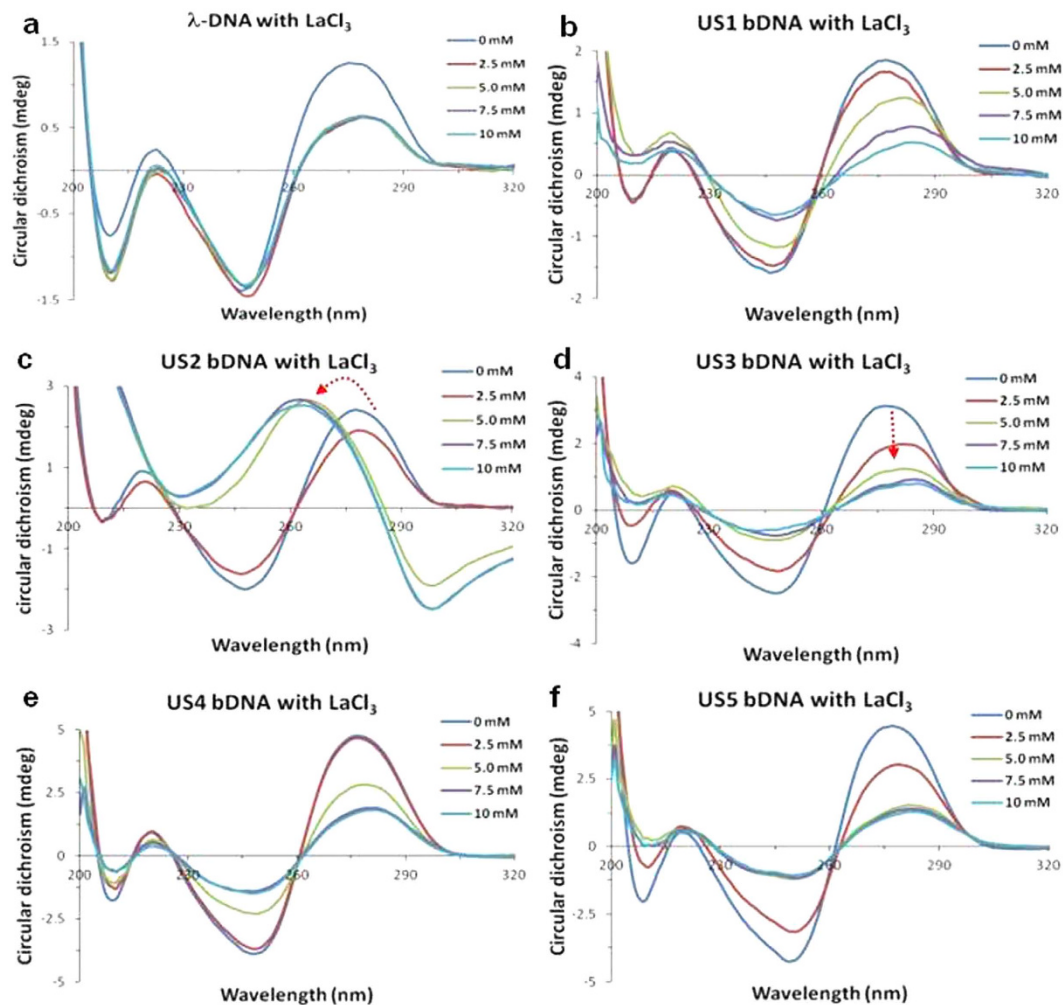 a
λ-DNA with LaCl3
Circular dichroism (mdeg)
0.5
-0.5
-1.5
200
230
260
290
320
Wavelength (nm)
0 mM
2.5 mM
5.0 mM
7.5 mM
10 mM
b
US1 bDNA with LaCl3
Circular dichroism (mdeg)
2
1
0
-1
-2
200
230
260
290
320
Wavelength (nm)
0 mM
2.5 mM
5.0 mM
7.5 mM
10 mM
c
US2 bDNA with LaCl3
circular dichroism (mdeg)
3
1
-1
-3
200
230
260
290
320
Wavelength (nm)
0 mM
2.5 mM
5.0 mM
7.5 mM
10 mM
d
US3 bDNA with LaCl3
Circular dichroism (mdeg)
4
2
0
-2
-4
200
230
260
290
320
Wavelength (nm)
0 mM
2.5 mM
5.0 mM
7.5 mM
10 mM
e
US4 bDNA with LaCl3
Circular dichroism (mdeg)
5
2.5
0
-2.5
-5
200
230
260
290
320
Wavelength (nm)
0 mM
2.5 mM
5.0 mM
7.5 mM
10 mM
f
US5 bDNA with LaCl3
Circular dichroism (mdeg)
5
2.5
0
-2.5
-5
200
230
260
290
320
Wavelength (nm)
0 mM
2.5 mM
5.0 mM
7.5 mM
10 mM